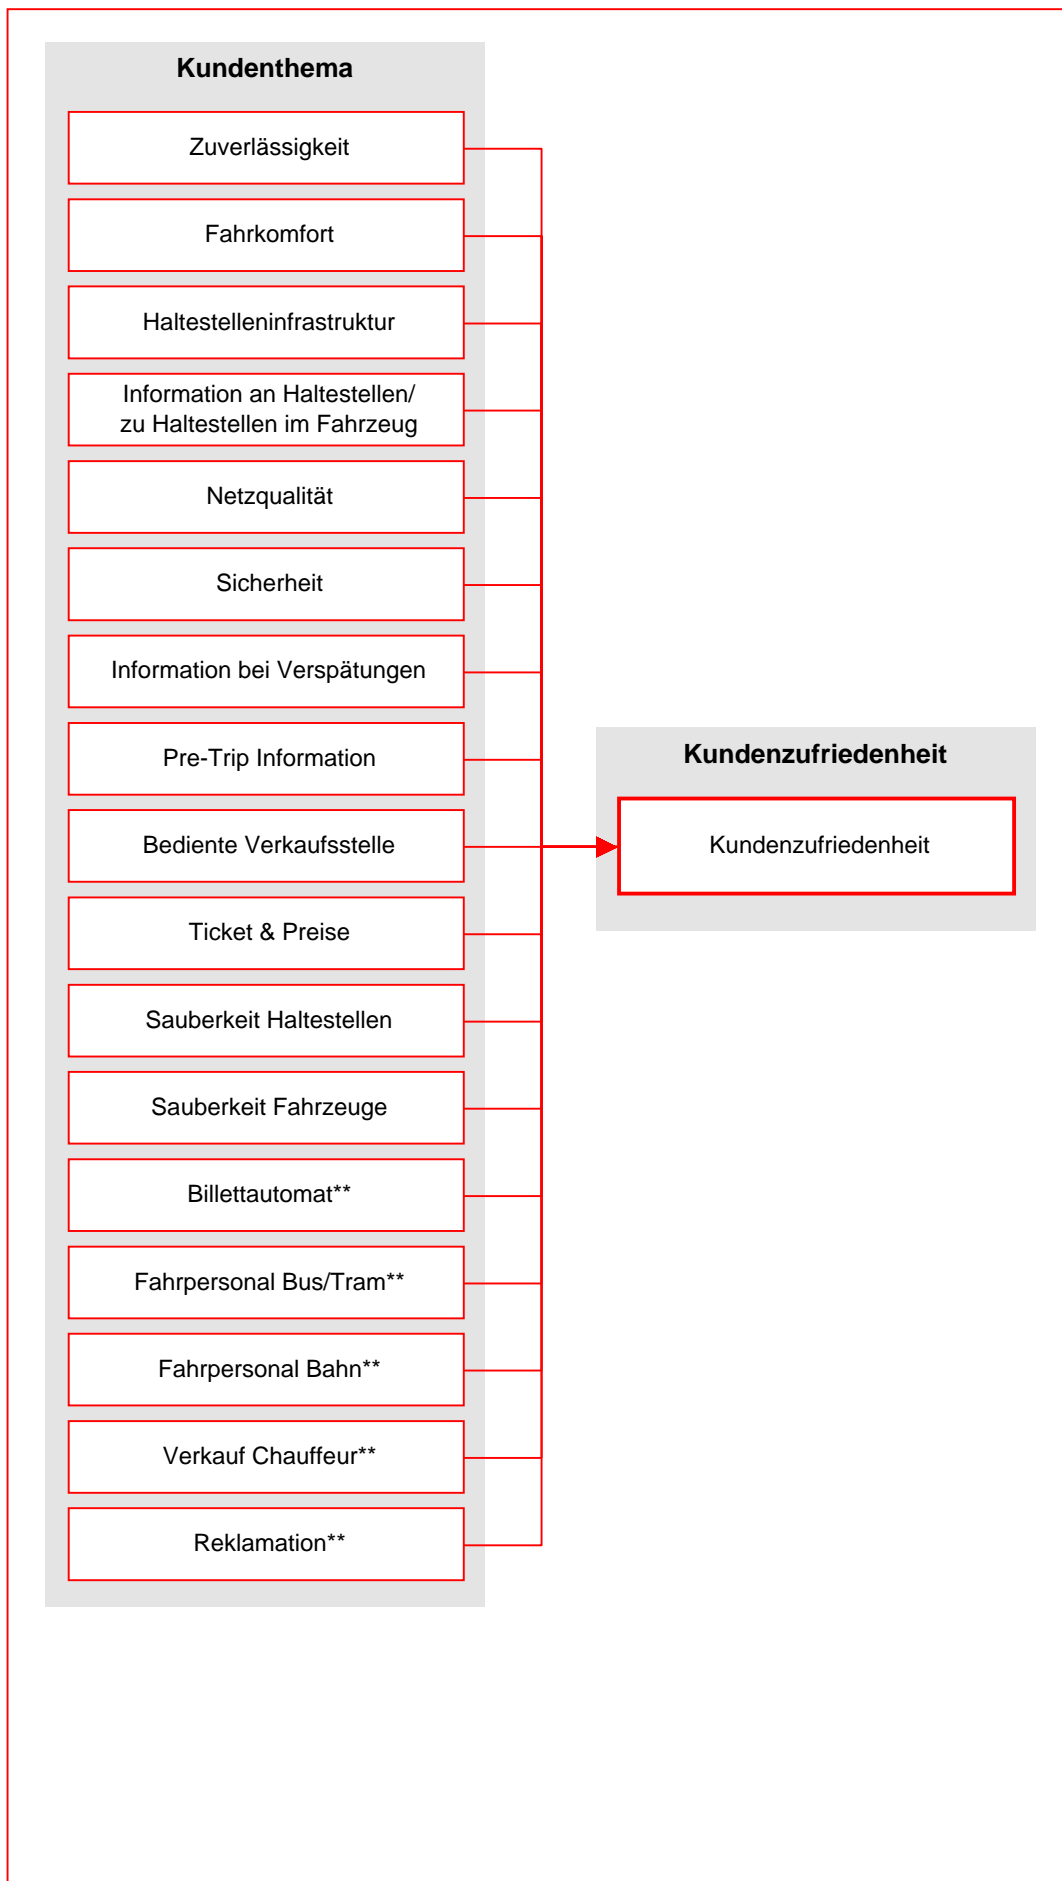 Kundenthema
Zuverlässigkeit
Fahrkomfort
Haltestelleninfrastruktur
Information an Haltestellen/
zu Haltestellen im Fahrzeug
Netzqualität
Sicherheit
Information bei Verspätungen
Pre-Trip Information
Bediente Verkaufsstelle
Ticket & Preise
Sauberkeit Haltestellen
Sauberkeit Fahrzeuge
Billettautomat**
Fahrpersonal Bus/Tram**
Fahrpersonal Bahn**
Verkauf Chauffeur**
Reklamation**
Kundenzufriedenheit
Kundenzufriedenheit